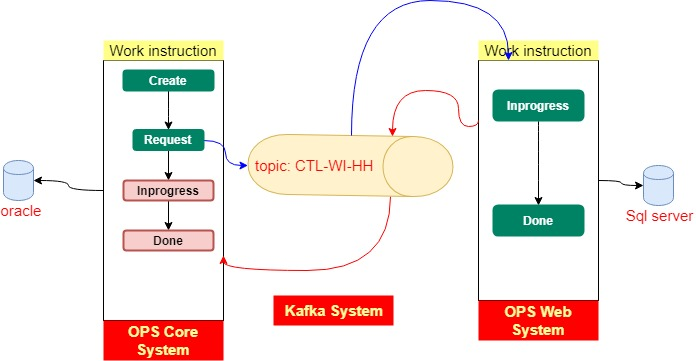 Work instruction
Create
Request
Inprogress
Done
oracle
OPS Core
System
topic: CTL-WI-HH
Kafka System
Work instruction
Inprogress
Done
Sql server
OPS Web
System